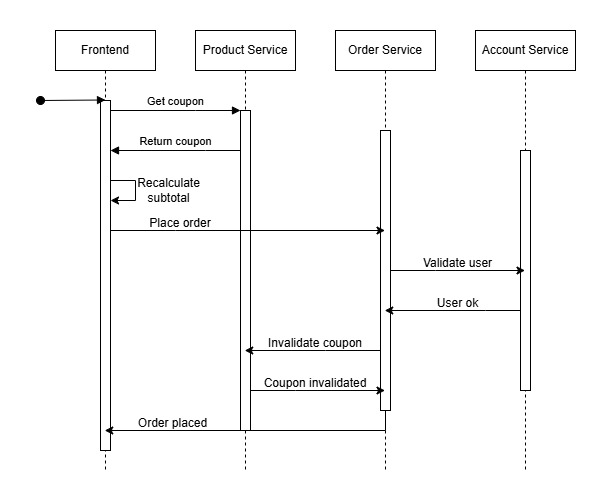 Frontend
Product Service
Order Service
Account Service
Get coupon
Return coupon
Recalculate
subtotal
Place order
Validate user
User ok
Invalidate coupon
Coupon invalidated
Order placed